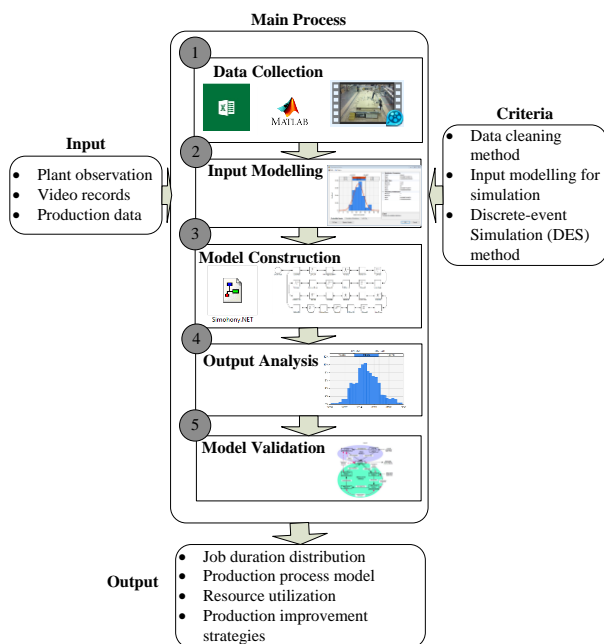 Main Process
1
Data Collection
MATLAB
Input
• Plant observation
• Video records
• Production data
Criteria
• Data cleaning
method
• Input modelling for
simulation
• Discrete-event
Simulation (DES)
method
2
Input Modelling
3
Model Construction
Simohony.NET
4
Output Analysis
5
Model Validation
Output
• Job duration distribution
• Production process model
• Resource utilization
• Production improvement
strategies